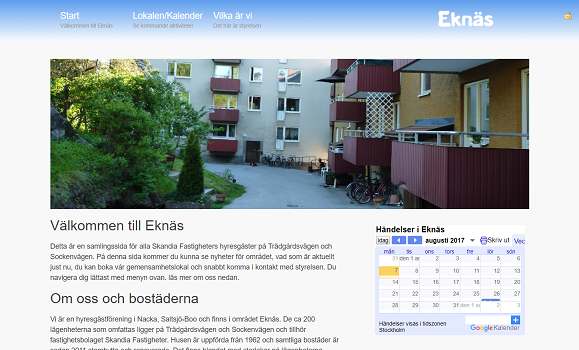 Start
Välkommen till Eknäs
Lokalen/Kalender
Se kommande aktiviteter
Vilka är vi
Det här är styrelsen
Eknäs
Välkommen till Eknäs
Detta är en samlingssida för alla Skandia Fastigheters hyresgäster på Trädgårdsvägen och
Sockenvägen. På denna sida kommer du kunna se nyheter för området, vad som är aktuellt
just nu, du kan boka vår gemensamhetslokal och snabbt komma i kontakt med styrelsen. Du
navigera dig lättast med menyn ovan. läs mer om oss nedan.
Om oss och bostäderna
Vi är en hyresgästförening i Nacka, Saltsjö-Boo och finns i området Eknäs. De ca 200
lägenheterna som omfattas ligger på Trädgårdsvägen och Sockenvägen och tillhör
fastighetsbolaget Skandia Fastigheter. Husen är uppförda från 1962 och samtliga bostäder är
Händelser i Eknäs
idag augusti 2017 Skriv ut Vec
mån tis ons tors fre lör sön
31 den 1 a 2 3 4 5 6
7 8 9 10 11 12 13
14 15 16 17 18 19 20
21 22 23 24 25 26 27
28 29 30 31 den 1 s 2 3
Händelser visas i tidszonen
Stockholm
Google Kalender